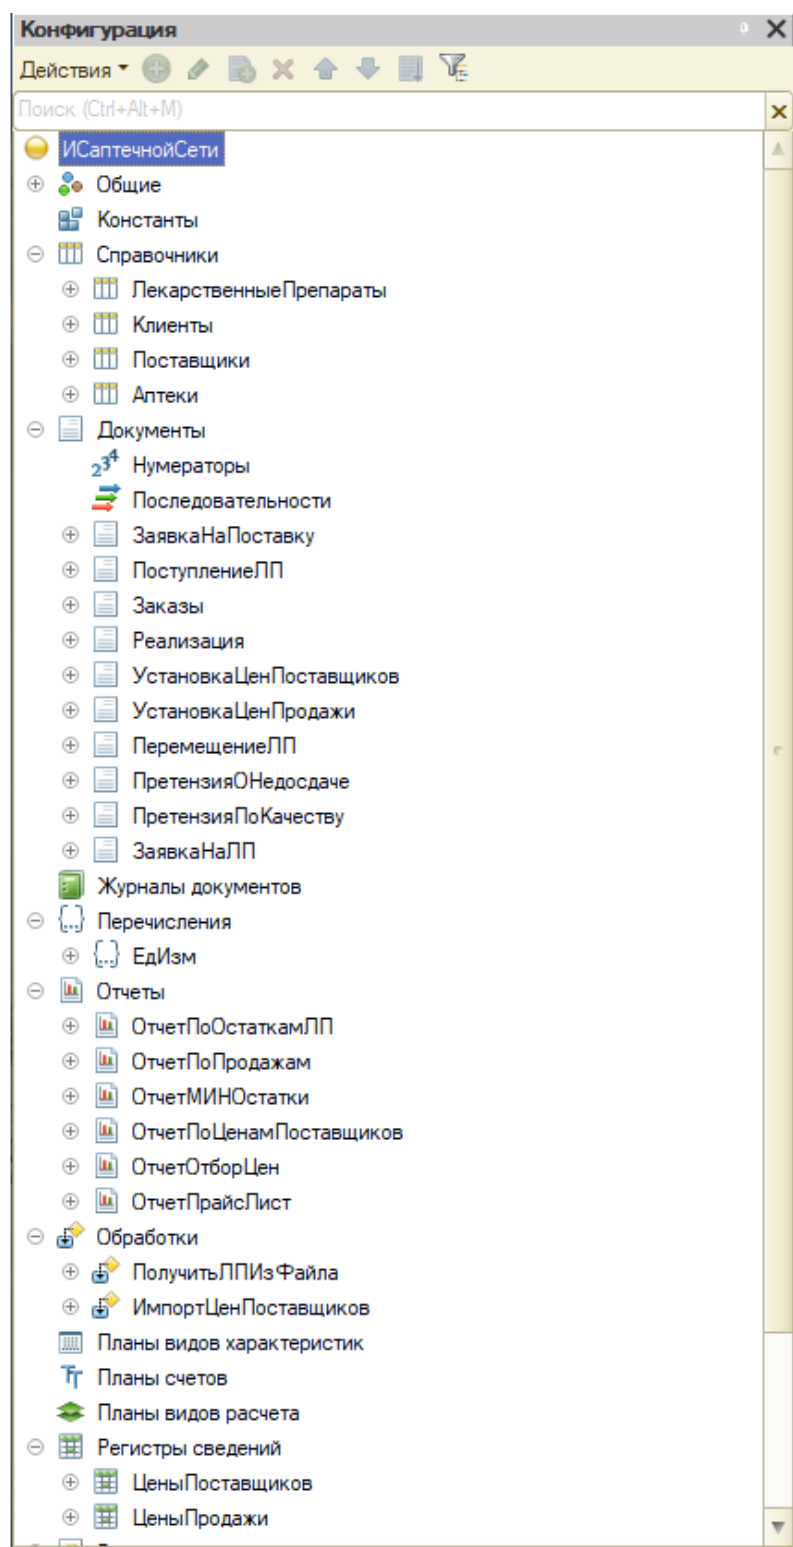 Конфигурация
Действия
Поиск (Ctrl+Alt+M)
ИСаптечнойСети
Общие
Константы
Справочники
ЛекарственныеПрепараты
Клиенты
Поставщики
Аптеки
Документы
Нумераторы
Последовательности
ЗаявкаНаПоставку
ПоступлениеЛП
Заказы
Реализация
УстановкаЦенПоставщиков
УстановкаЦенПродажи
ПеремещениеЛП
ПретензияОНедосдаче
ПретензияПоКачеству
ЗаявкаНаЛП
Журналы документов
Перечисления
ЕдИзм
Отчеты
ОтчетПоОстаткамЛП
ОтчетПоПродажам
ОтчетМИНОстатки
ОтчетПоЦенамПоставщиков
ОтчетОтборЦен
ОтчетПрайсЛист
Обработки
ПолучитьЛПИзФайла
ИмпортЦенПоставщиков
Планы видов характеристик
Планы счетов
Планы видов расчета
Регистры сведений
ЦеныПоставщиков
ЦеныПродажи